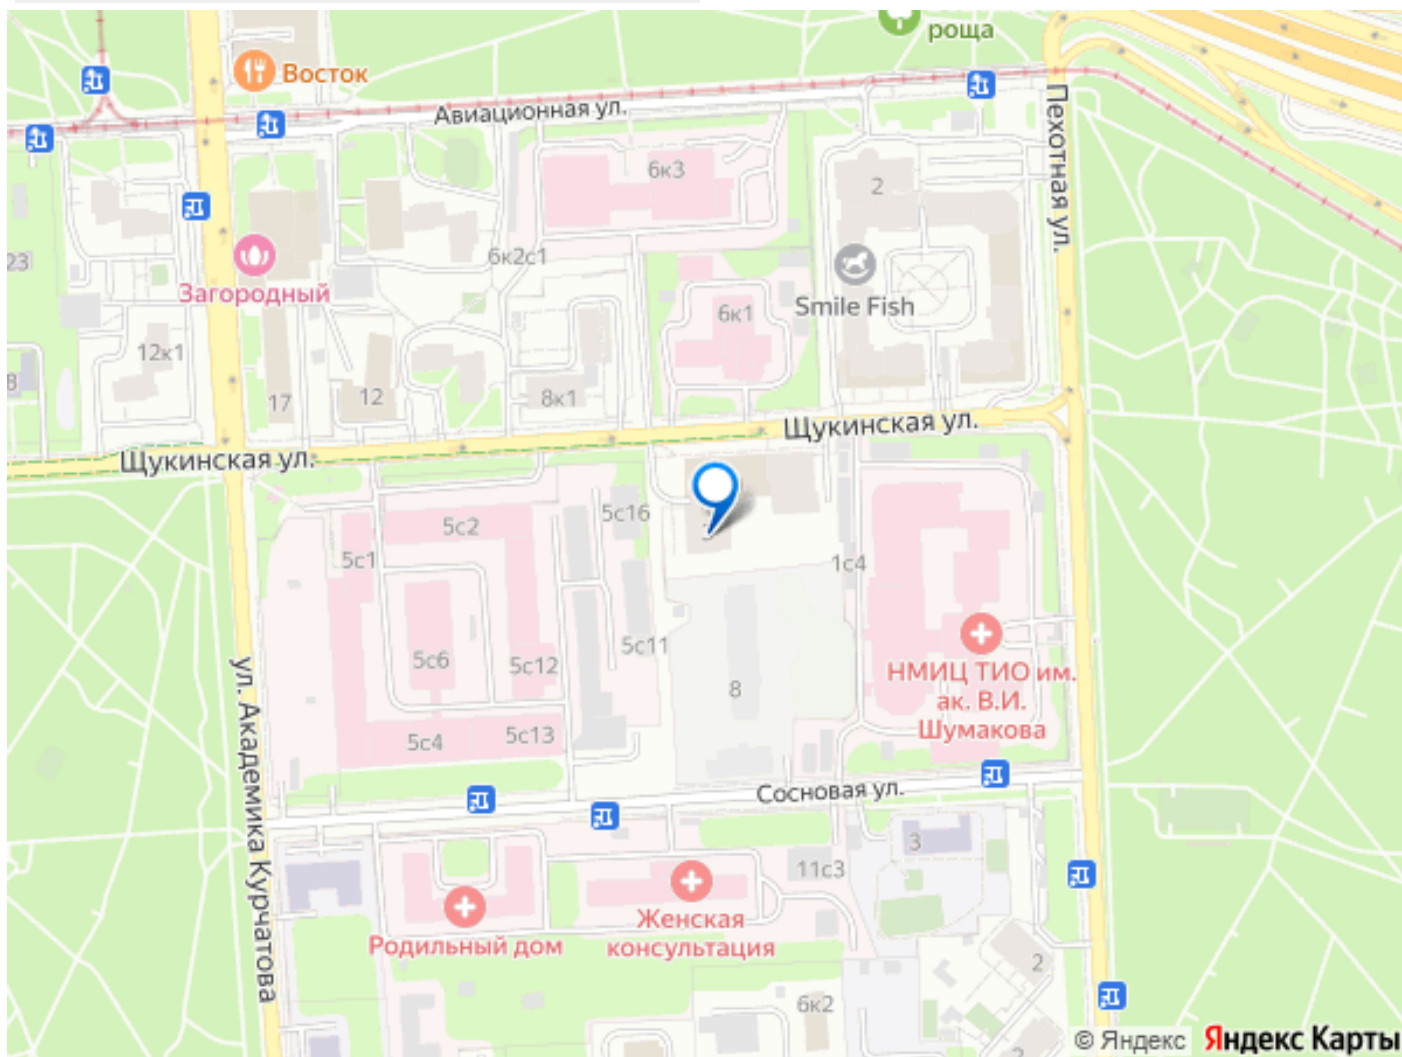 роща
Восток
Авиационная ул.
Пехотная ул.
6к3
2
23
6к2с1
Загородный
Smile Fish
6к1
12к1
8
17
12
8к1
Щукинская ул.
Щукинская ул.
5с16
5с2
5с1
1с4
5с11
5с6
5с12
8
НМИЦ ТИО им.
ак. В.И.
Шумакова
5с4
5с13
ул. Академика Курчатова
Сосновая ул.
3
11с3
Женская
консультация
Родильный дом
2
6к2
2
© Яндекс Яндекс Карты